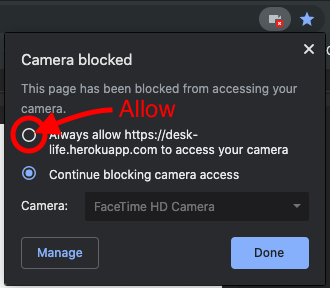 Camera blocked
This page has been blocked from accessing your
camera.
Allow
Always allow https://desk-
life.herokuapp.com to access your camera
Continue blocking camera access
Camera: FaceTime HD Camera
Manage Done